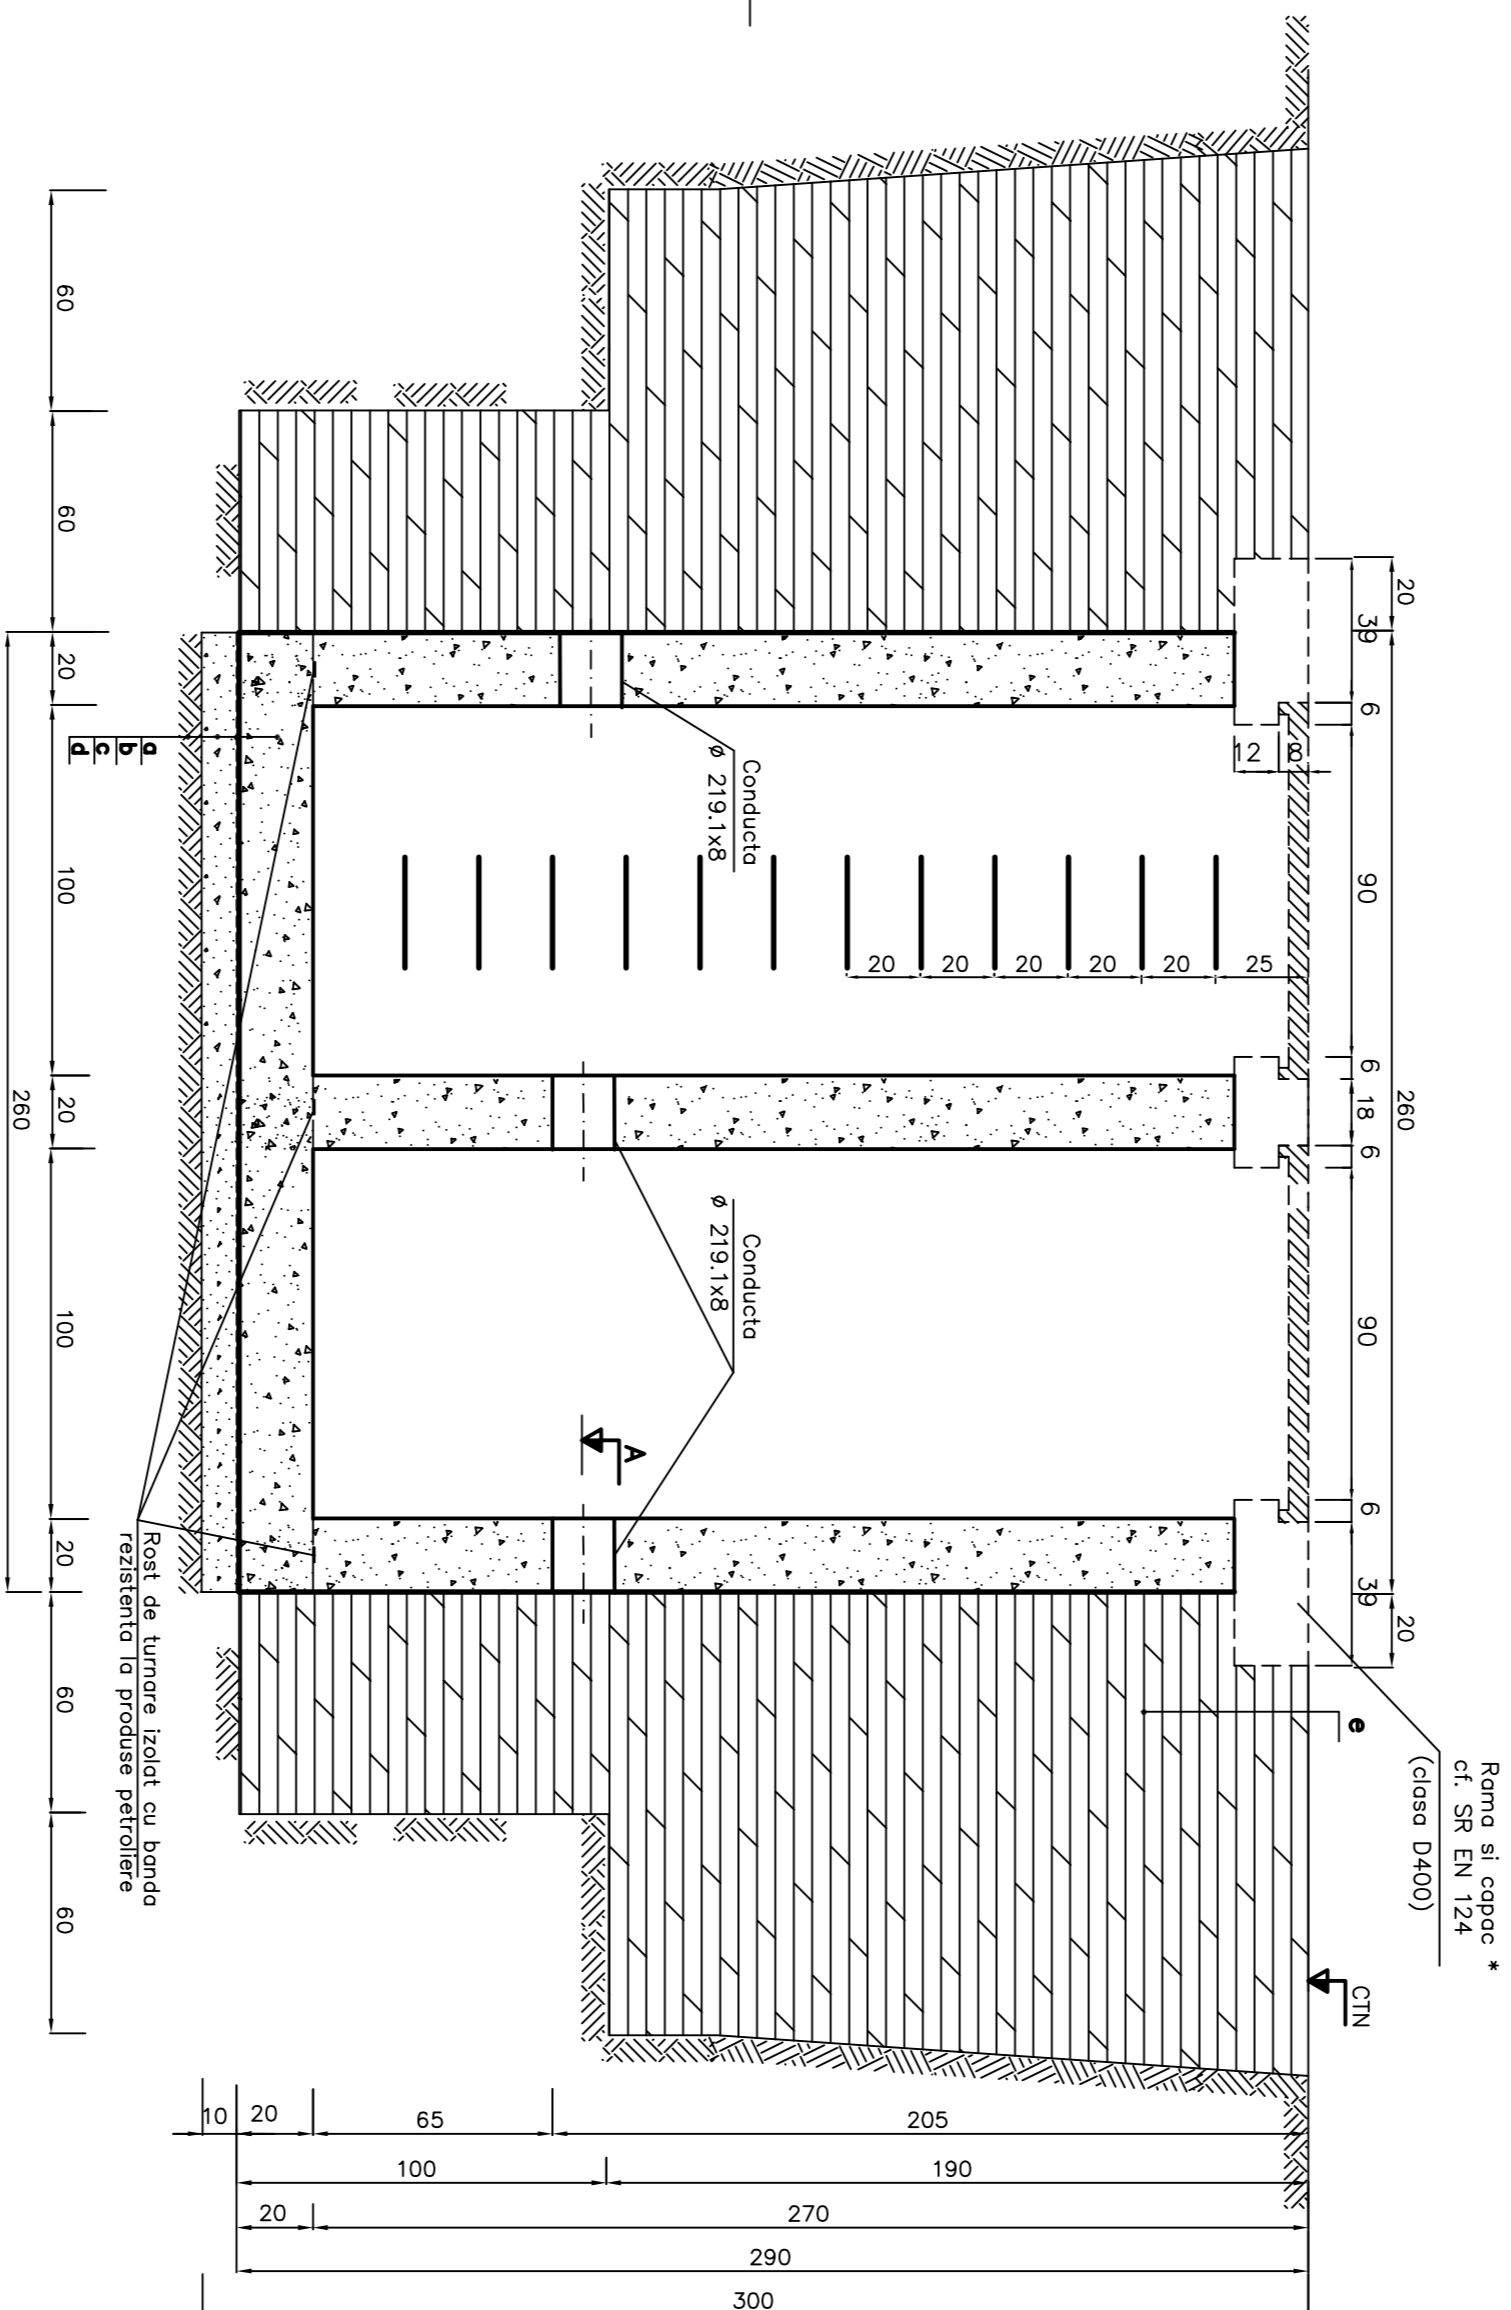 Rama si capac *
cf. SR EN 124
(clasa D400)
CTN
e
20
260
20
39
6
90
6
18
6
90
6
39
12
8
25
20
20
20
20
20
Conducta
ø 219.1x8
Conducta
ø 219.1x8
A
a
b
c
d
Rost de turnare izolat cu banda
rezistenta la produse petroliere
60
60
20
100
20
100
20
60
60
260
10
20
65
205
100
190
20
270
290
300